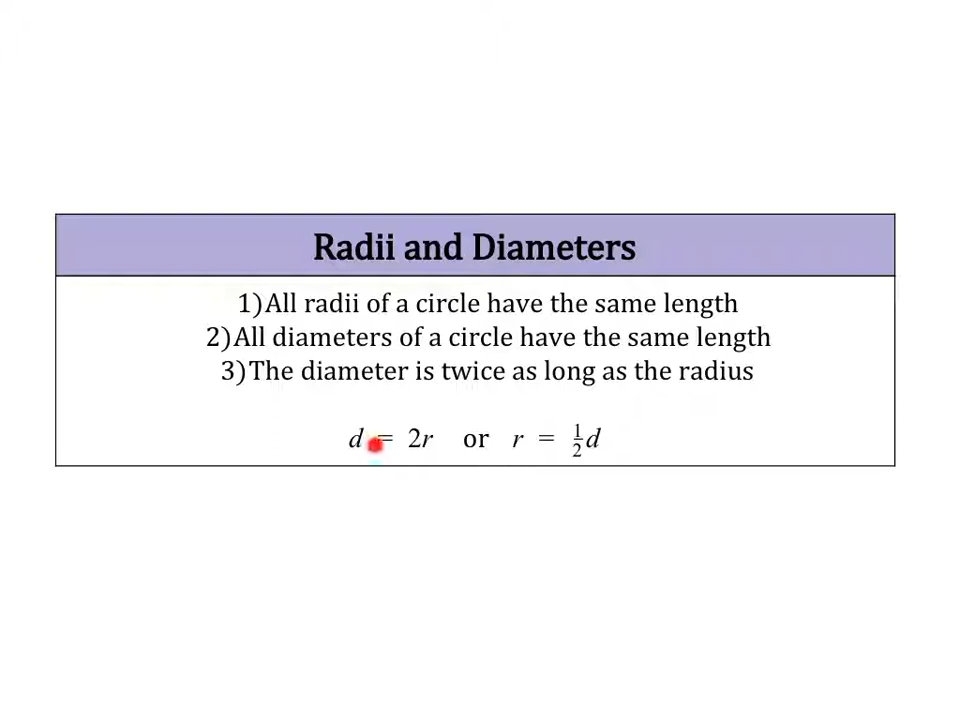 Radii and Diameters
1)All radii of a circle have the same length
2)All diameters of a circle have the same length
3)The diameter is twice as long as the radius
d = 2r or r = ½d